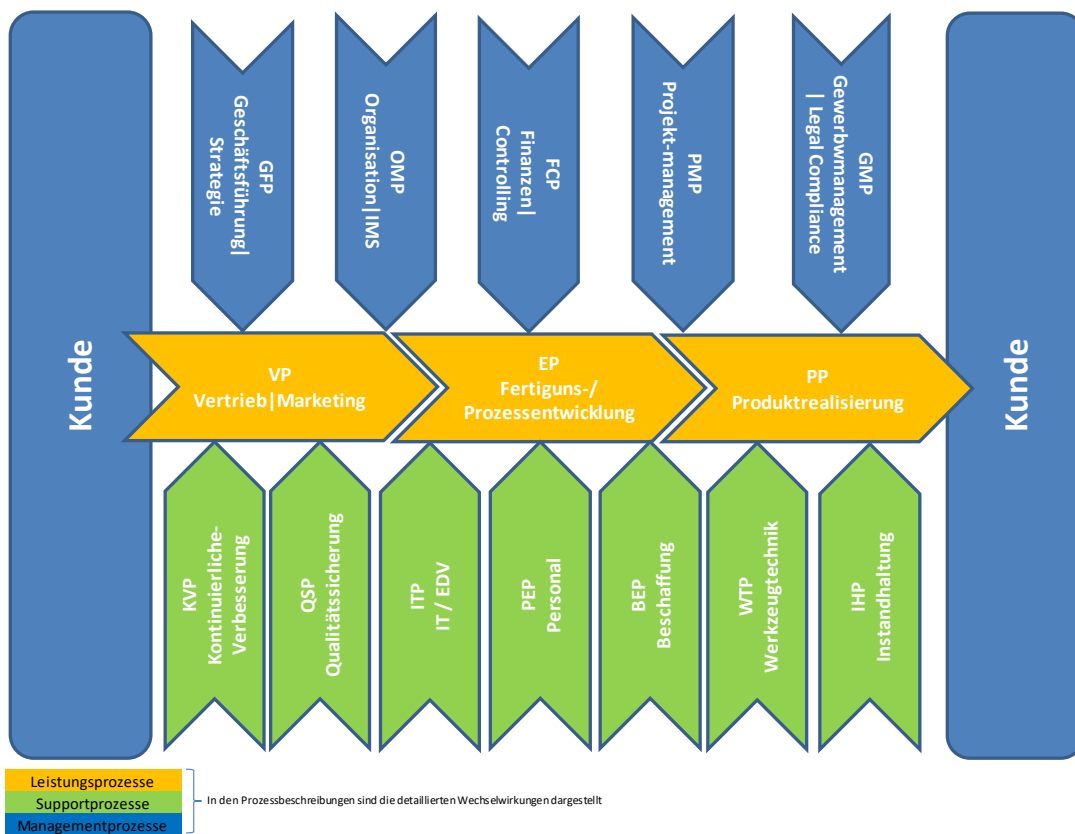 Kunde
GFP
Geschäftsführung|
Strategie
OMP
Organisation|IMS
FCP
Finanzen|
Controlling
PMP
Projekt-management
GMP
Gewerbwmanagement
| Legal Compliance
VP
Vertrieb|Marketing
EP
Fertiguns-/
Prozessentwicklung
PP
Produktrealisierung
KVP
Kontinuierliche-
Verbesserung
QSP
Qualitätssicherung
ITP
IT / EDV
PEP
Personal
BEP
Beschaffung
WTP
Werkzeugtechnik
IHP
Instandhaltung
Kunde
Leistungsprozesse
Supportprozesse
Managementprozesse
In den Prozessbeschreibungen sind die detaillierten Wechselwirkungen dargestellt